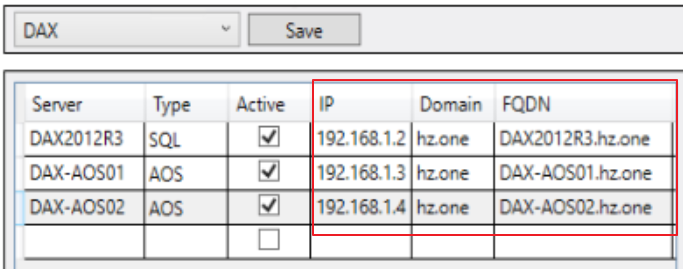 DAX Save
Server Type Active IP Domain FQDN
DAX2012R3 SQL 192.168.1.2 hz.one DAX2012R3.hz.one
DAX-AOS01 AOS 192.168.1.3 hz.one DAX-AOS01.hz.one
DAX-AOS02 AOS 192.168.1.4 hz.one DAX-AOS02.hz.one